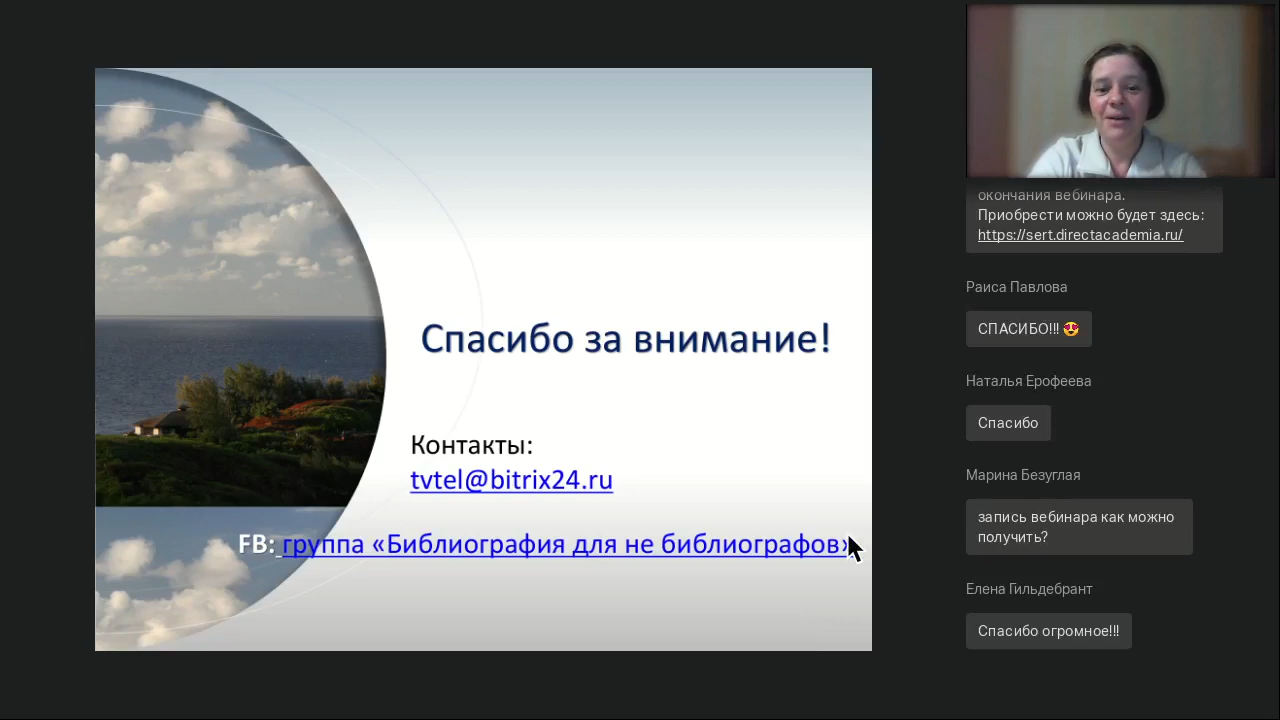 Спасибо за внимание!
Контакты:
tvtel@bitrix24.ru
FB: группа «Библиография для не библиографов»
окончания вебинара.
Приобрести можно будет здесь:
https://sert.directacademia.ru/
Раиса Павлова
СПАСИБО!!! 😍
Наталья Ерофеева
Спасибо
Марина Безуглая
запись вебинара как можно
получить?
Елена Гильдебрант
Спасибо огромное!!!